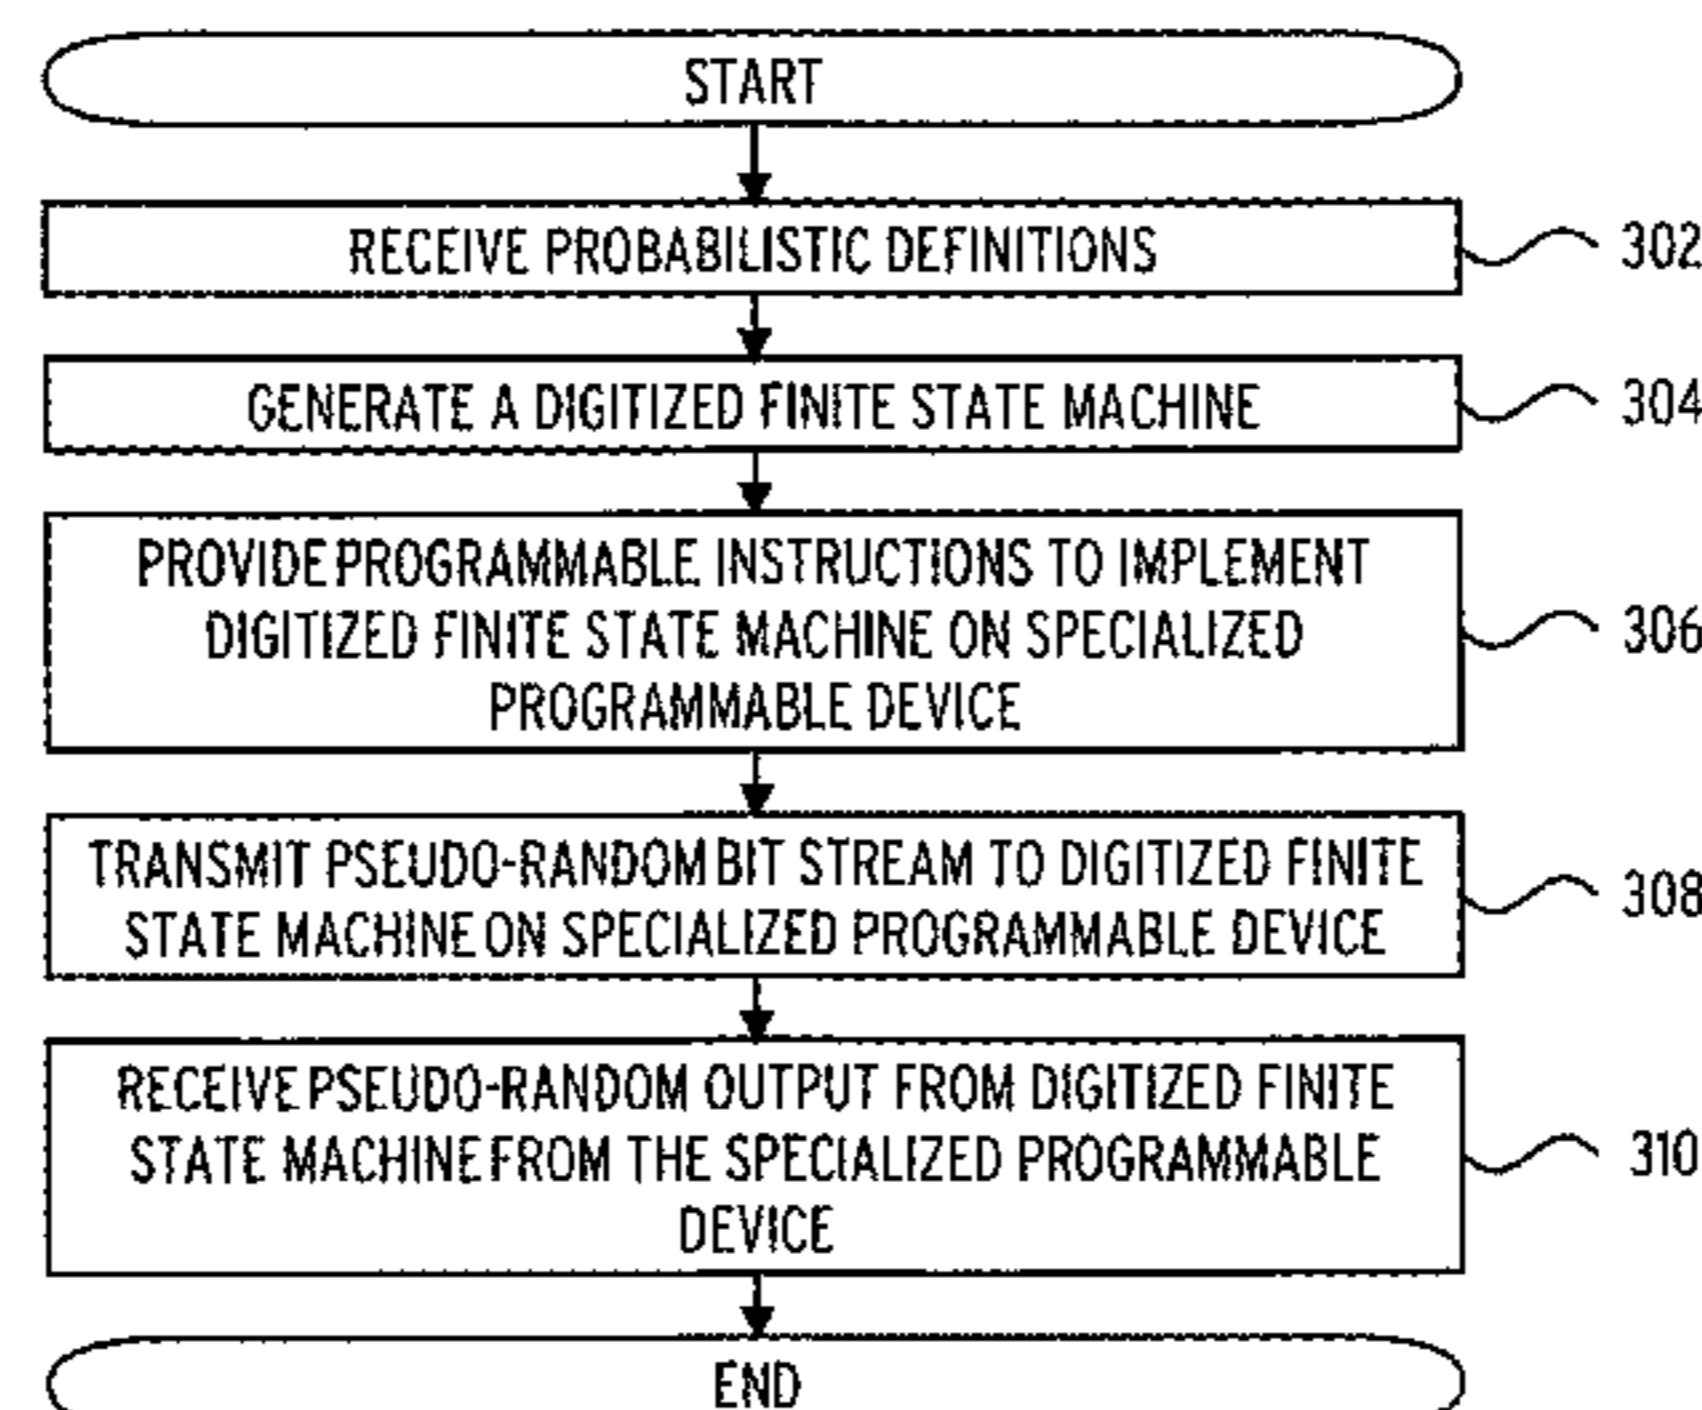 START
RECEIVE PROBABILISTIC DEFINITIONS
302
GENERATE A DIGITIZED FINITE STATE MACHINE
304
PROVIDE PROGRAMMABLE INSTRUCTIONS TO IMPLEMENT
DIGITIZED FINITE STATE MACHINE ON SPECIALIZED
PROGRAMMABLE DEVICE
306
TRANSMIT PSEUDO-RANDOM BIT STREAM TO DIGITIZED FINITE
STATE MACHINE ON SPECIALIZED PROGRAMMABLE DEVICE
308
RECEIVE PSEUDO-RANDOM OUTPUT FROM DIGITIZED FINITE
STATE MACHINE FROM THE SPECIALIZED PROGRAMMABLE
DEVICE
310
END